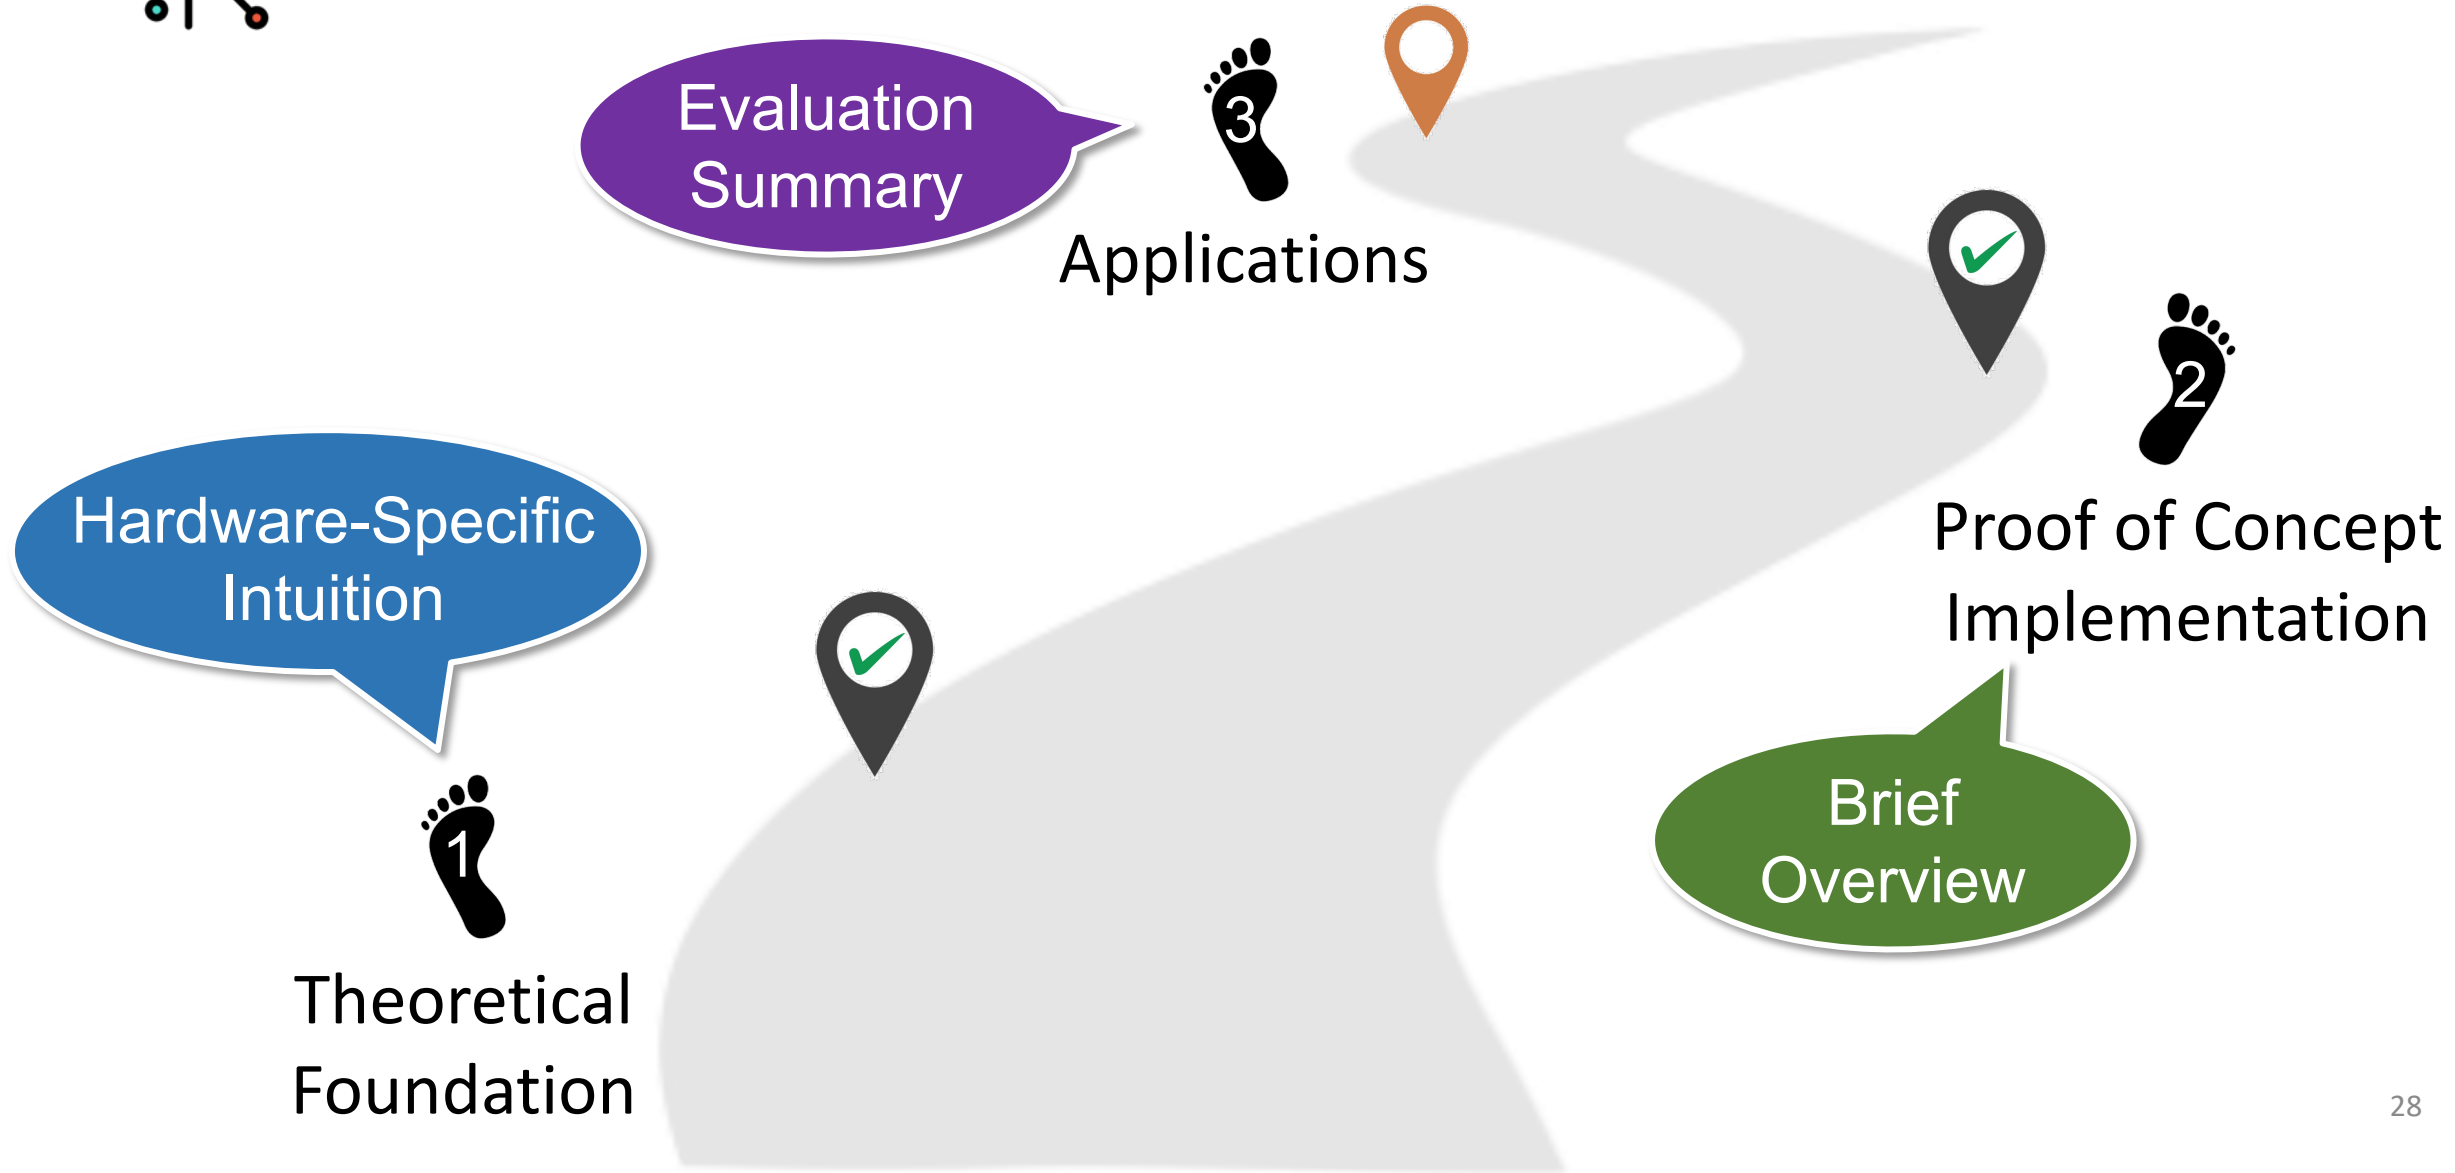 Evaluation
Summary
3
Applications
2
Proof of Concept
Implementation
Hardware-Specific
Intuition
1
Theoretical
Foundation
Brief
Overview
28